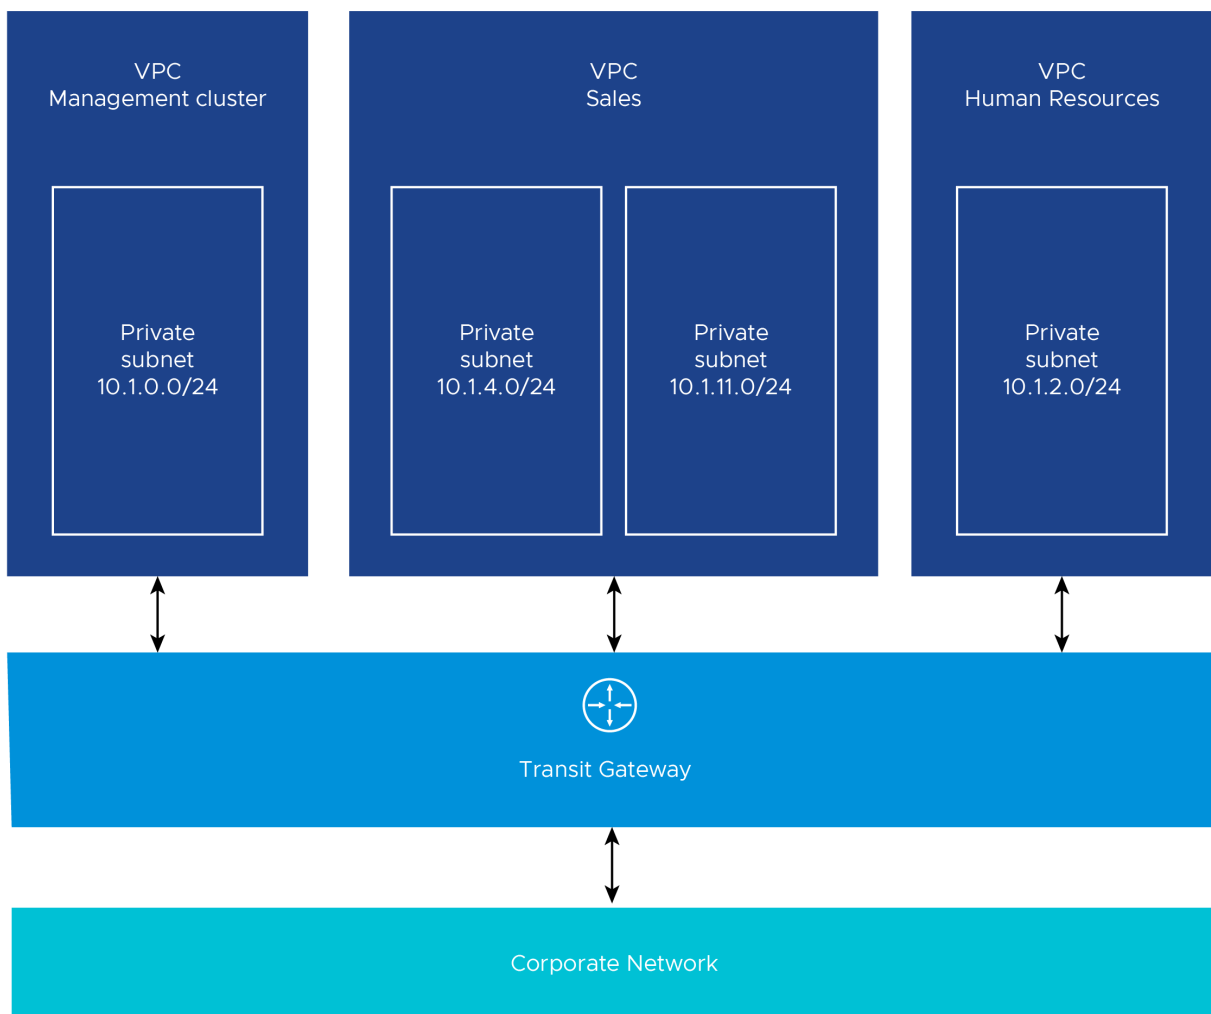 VPC
Management cluster
Private
subnet
10.1.0.0/24
VPC
Sales
Private
subnet
10.1.4.0/24
Private
subnet
10.1.11.0/24
VPC
Human Resources
Private
subnet
10.1.2.0/24
Transit Gateway
Corporate Network